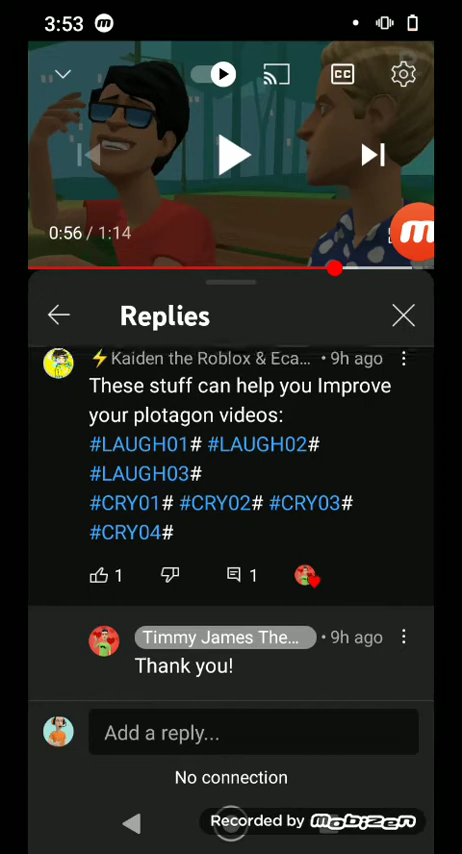 3:53
CC
0:56 / 1:14
Replies
⚡Kaiden the Roblox & Eca... • 9h ago
These stuff can help you Improve
your plotagon videos:
#LAUGH01# #LAUGH02#
#LAUGH03#
#CRY01# #CRY02# #CRY03#
#CRY04#
1
1
Timmy James The... • 9h ago
Thank you!
Add a reply...
No connection
Recorded by mobizen